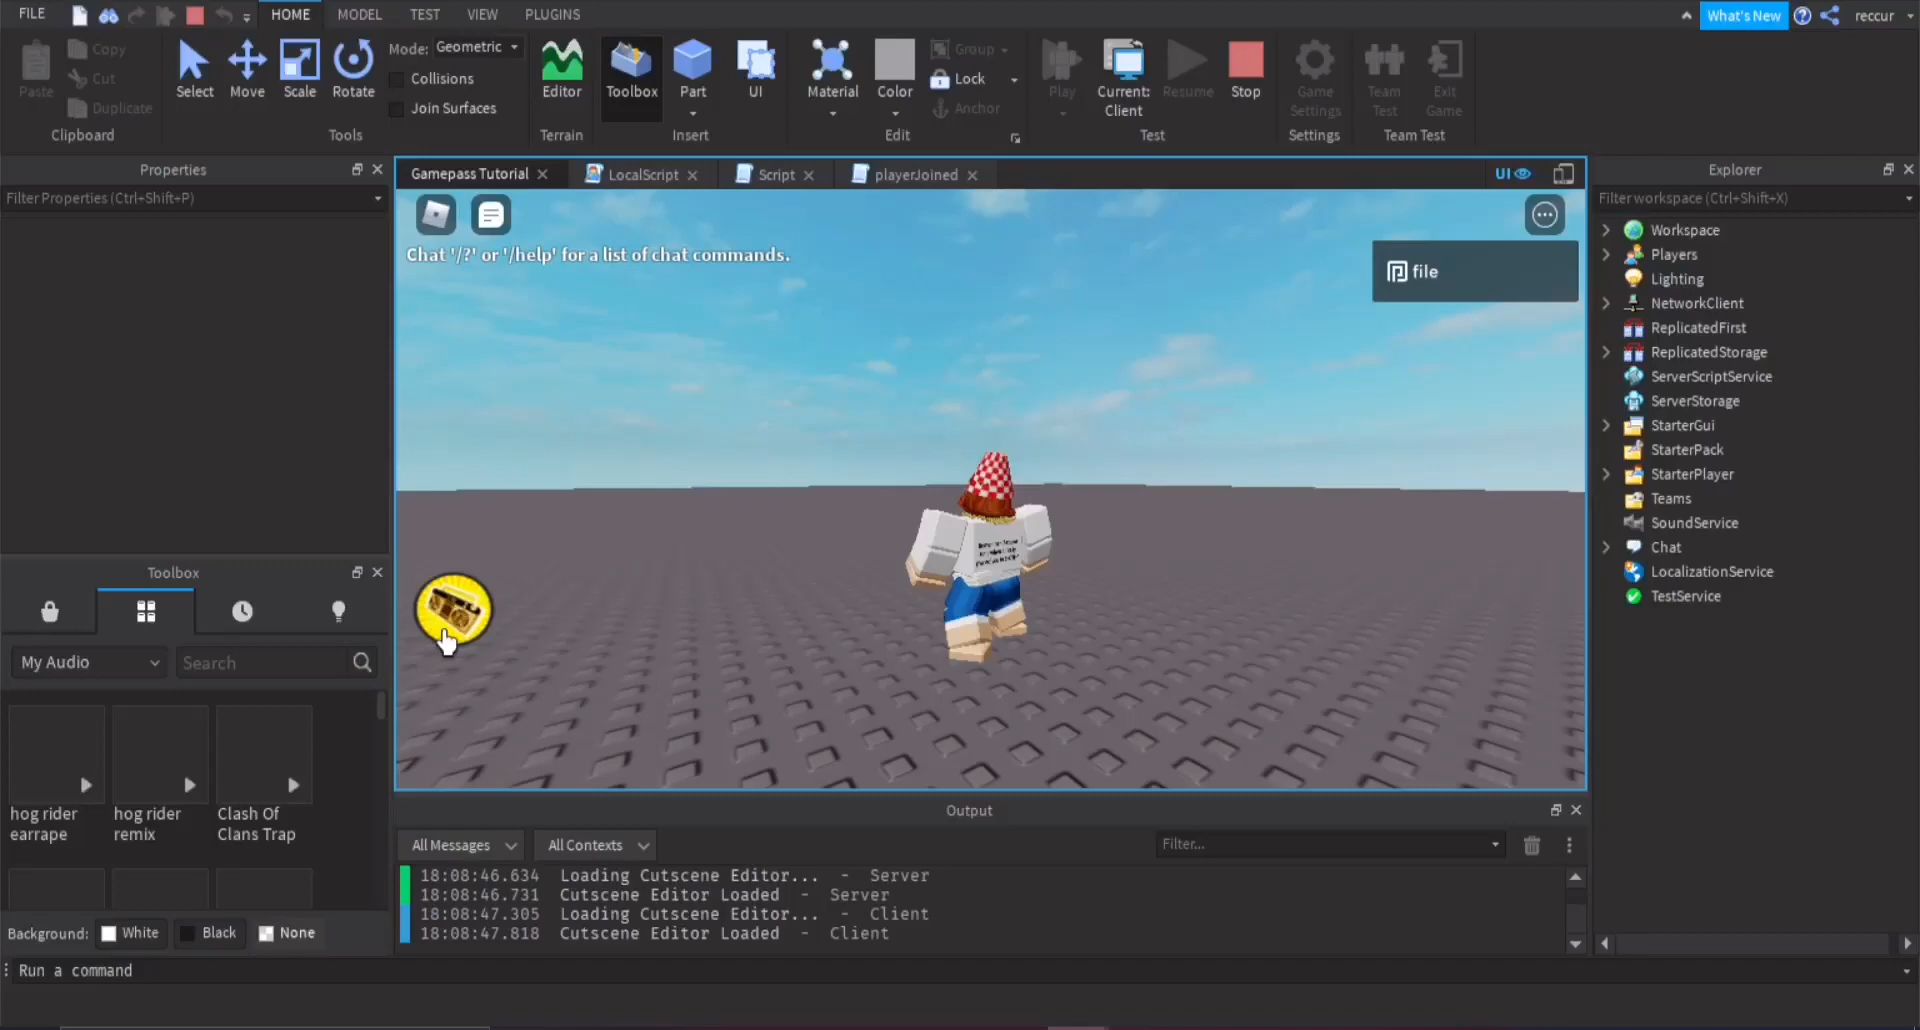 FILE
HOME
MODEL
TEST
VIEW
PLUGINS
What's New
reccur
Paste
Copy
Cut
Duplicate
Clipboard
Select
Move
Scale
Rotate
Mode: Geometric
Collisions
Join Surfaces
Tools
Editor
Terrain
Toolbox
Part
UI
Insert
Material
Color
Group
Lock
Anchor
Edit
Play
Current:
Client
Resume
Stop
Test
Game
Settings
Settings
Team
Test
Exit
Game
Team Test
Properties
Filter Properties (Ctrl+Shift+P)
Gamepass Tutorial
LocalScript
Script
playerJoined
UI
Chat '/?' or '/help' for a list of chat commands.
file
Explorer
Filter workspace (Ctrl+Shift+X)
Workspace
Players
Lighting
NetworkClient
ReplicatedFirst
ReplicatedStorage
ServerScriptService
ServerStorage
StarterGui
StarterPack
StarterPlayer
Teams
SoundService
Chat
LocalizationService
TestService
Toolbox
My Audio
Search
hog rider
earrape
hog rider
remix
Clash Of
Clans Trap
Background:
White
Black
None
Output
All Messages
All Contexts
Filter...
18:08:46.634 Loading Cutscene Editor... - Server
18:08:46.731 Cutscene Editor Loaded - Server
18:08:47.305 Loading Cutscene Editor... - Client
18:08:47.818 Cutscene Editor Loaded - Client
Run a command